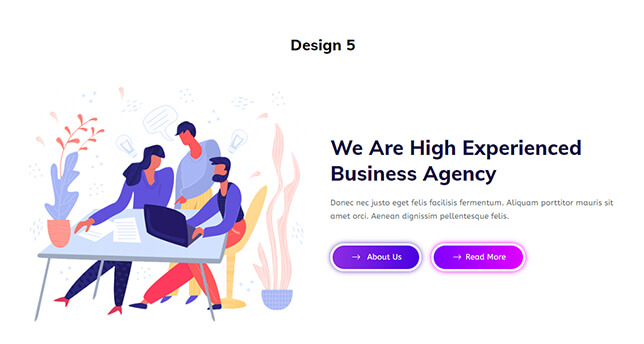 Design 5
We Are High Experienced
Business Agency
Donec nec justo eget felis facilisis fermentum. Aliquam porttitor mauris sit
amet orci. Aenean dignissim pellentesque felis.
→ About Us
→ Read More